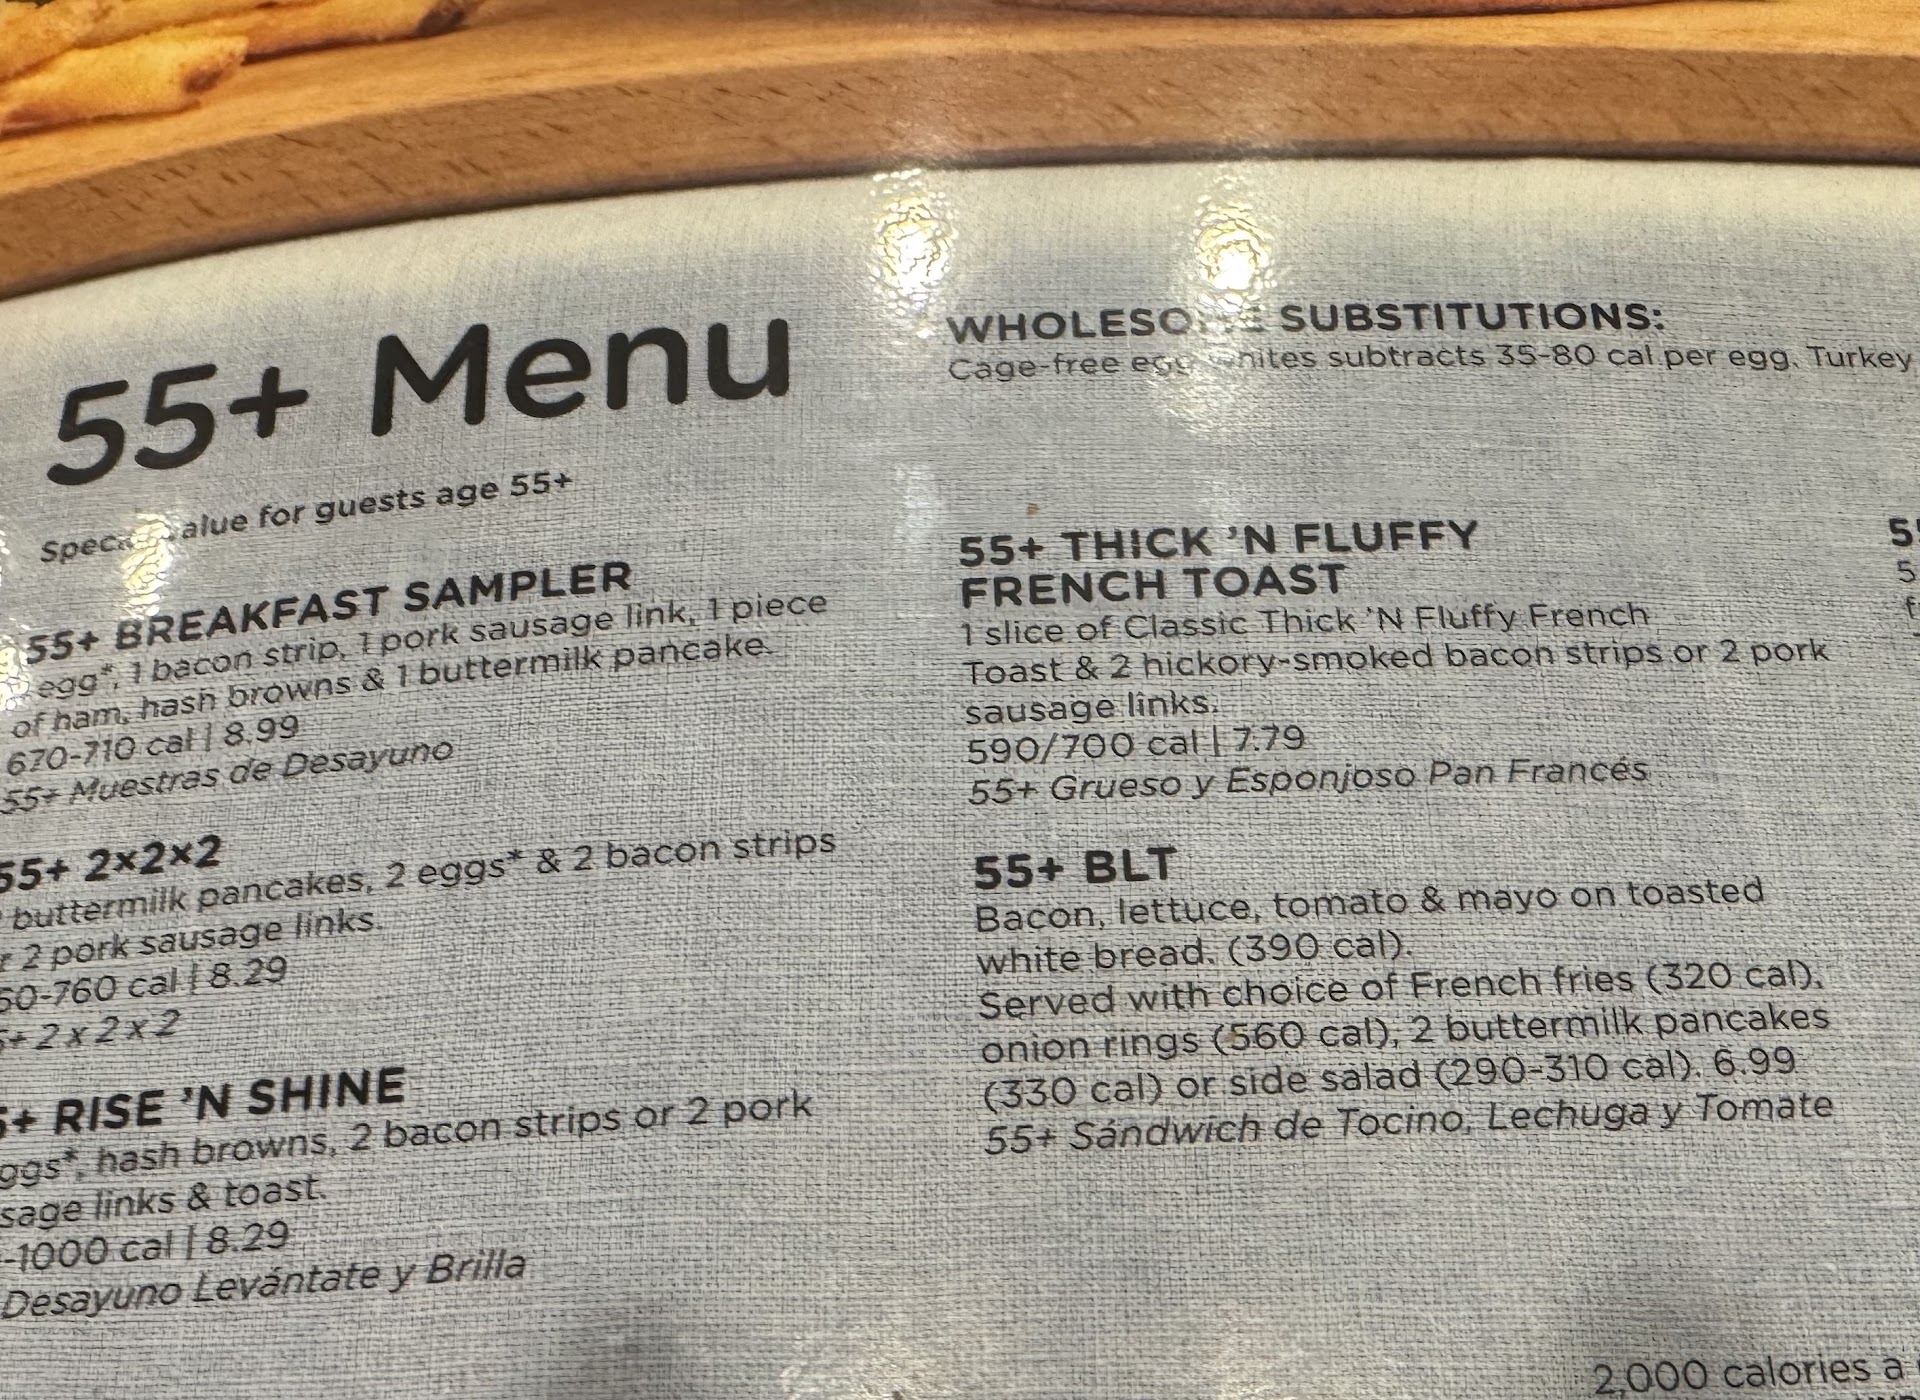 55+ Menu
alue for guests age 55+
55+ BREAKFAST SAMPLER
egg*, 1 bacon strip, 1 pork sausage link, 1 piece
of ham, hash browns & 1 buttermilk pancake.
670-710 cal | 8.99
55+ Muestras de Desayuno
55+ 2x2x2
buttermilk pancakes, 2 eggs* & 2 bacon strips
2 pork sausage links.
60-760 cal | 8.29
+ 2 x 2 x 2
+ RISE 'N SHINE
ggs*, hash browns, 2 bacon strips or 2 pork
sage links & toast.
-1000 cal | 8.29
Desayuno Levántate y Brilla
WHOLESO SUBSTITUTIONS:
Cage-free egg whites subtracts 35-80 cal per egg. Turkey
55+ THICK 'N FLUFFY
FRENCH TOAST
1 slice of Classic Thick 'N Fluffy French
Toast & 2 hickory-smoked bacon strips or 2 pork
sausage links.
590/700 cal | 7.79
55+ Grueso y Esponjoso Pan Francés
55+ BLT
Bacon, lettuce, tomato & mayo on toasted
white bread. (390 cal).
Served with choice of French fries (320 cal),
onion rings (560 cal), 2 buttermilk pancakes
(330 cal) or side salad (290-310 cal). 6.99
55+ Sándwich de Tocino, Lechuga y Tomate
2,000 calories a